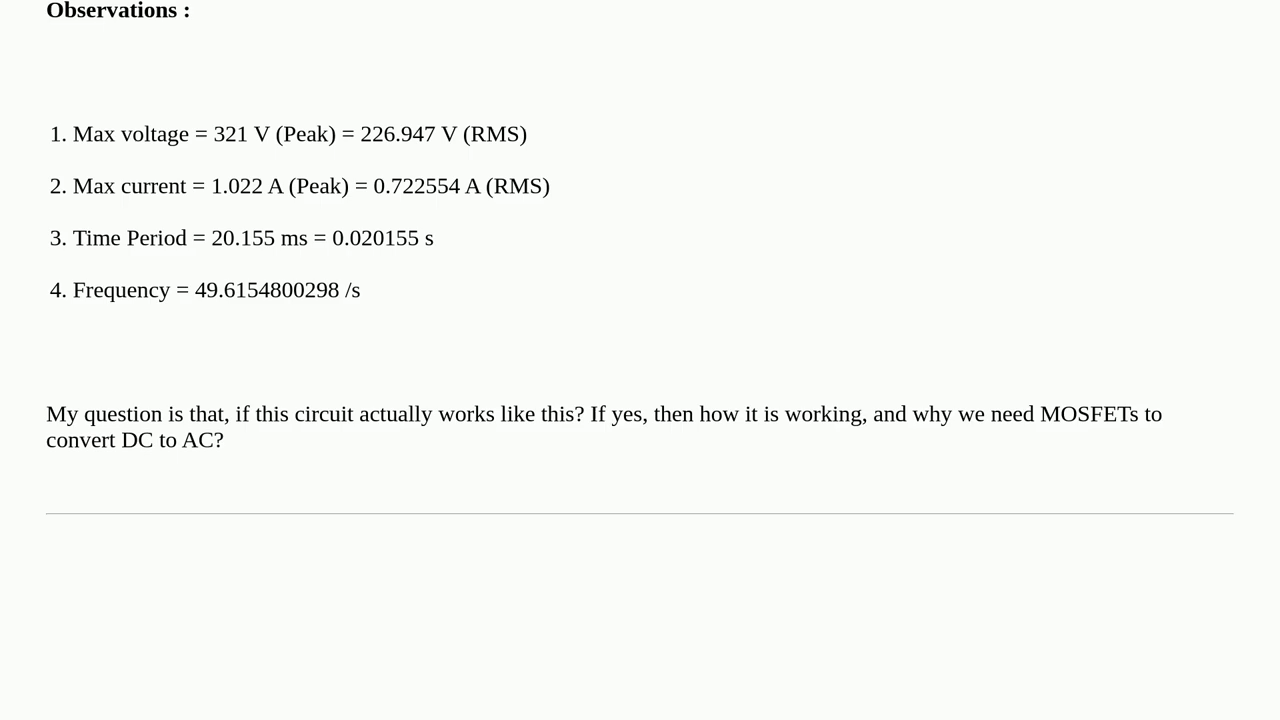 Observations :
1. Max voltage = 321 V (Peak) = 226.947 V (RMS)
2. Max current = 1.022 A (Peak) = 0.722554 A (RMS)
3. Time Period = 20.155 ms = 0.020155 s
4. Frequency = 49.6154800298 /s
My question is that, if this circuit actually works like this? If yes, then how it is working, and why we need MOSFETs to
convert DC to AC?